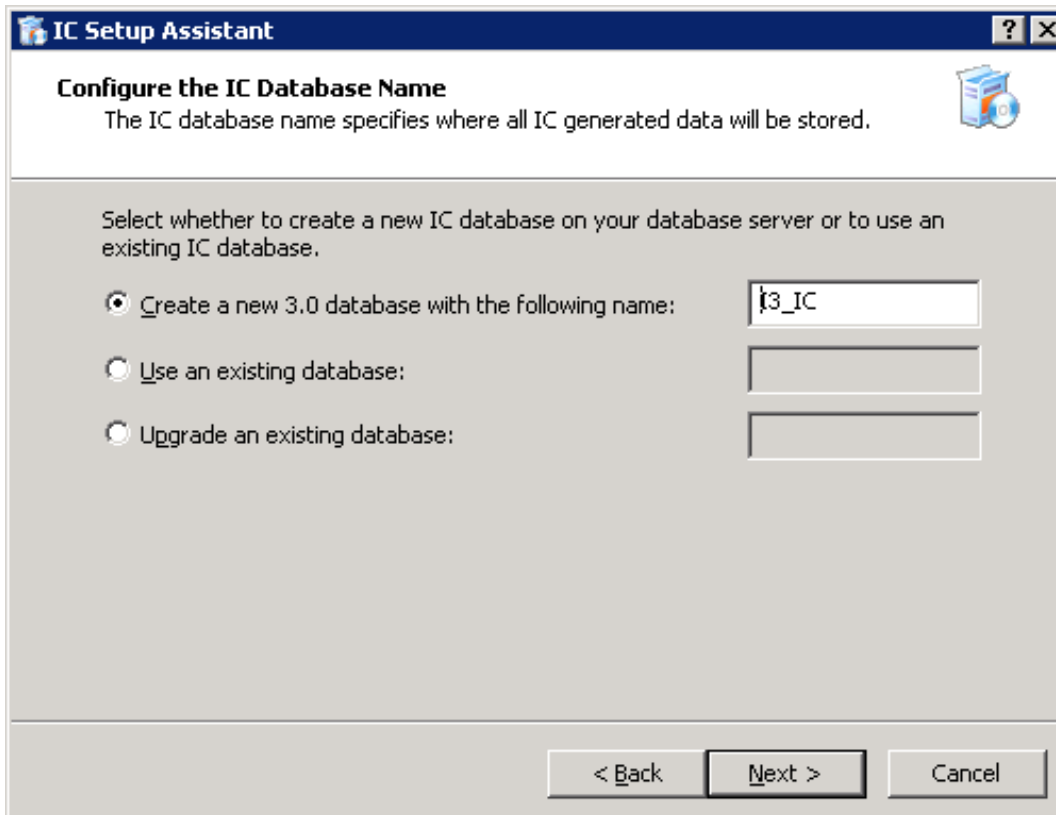 IC Setup Assistant
Configure the IC Database Name
The IC database name specifies where all IC generated data will be stored.
Select whether to create a new IC database on your database server or to use an
existing IC database.
Create a new 3.0 database with the following name: I3_IC
Use an existing database:
Upgrade an existing database:
< Back Next > Cancel